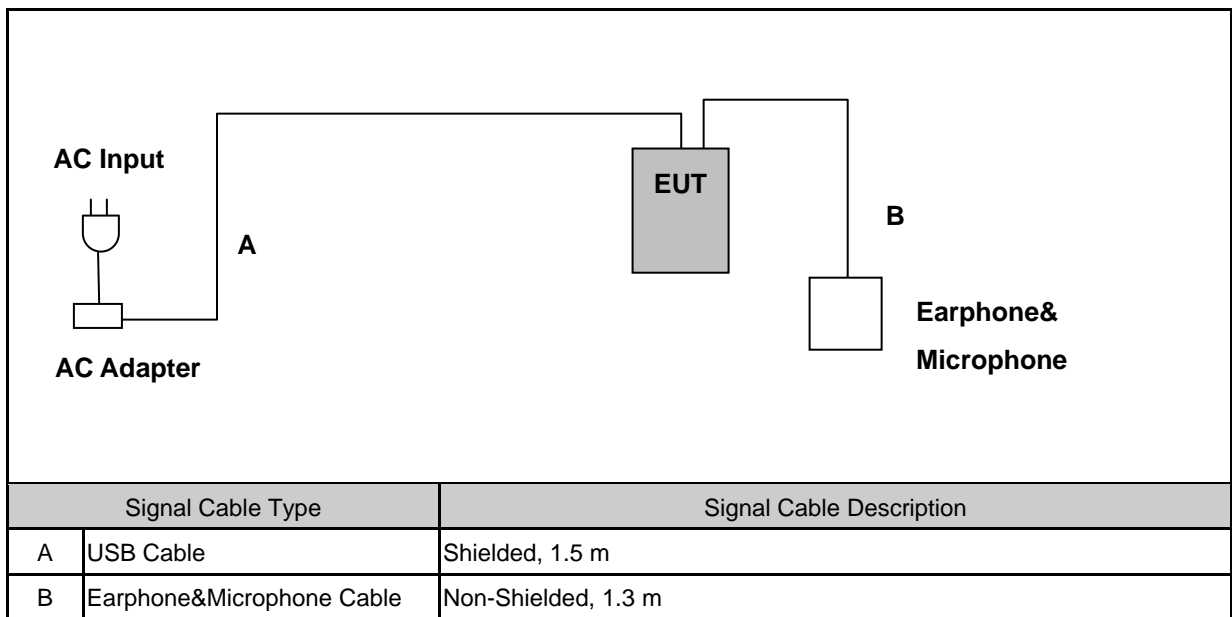 AC Input
EUT
B
A
Earphone&
Microphone
AC Adapter
Signal Cable Type Signal Cable Description
A USB Cable Shielded, 1.5 m
B Earphone&Microphone Cable Non-Shielded, 1.3 m